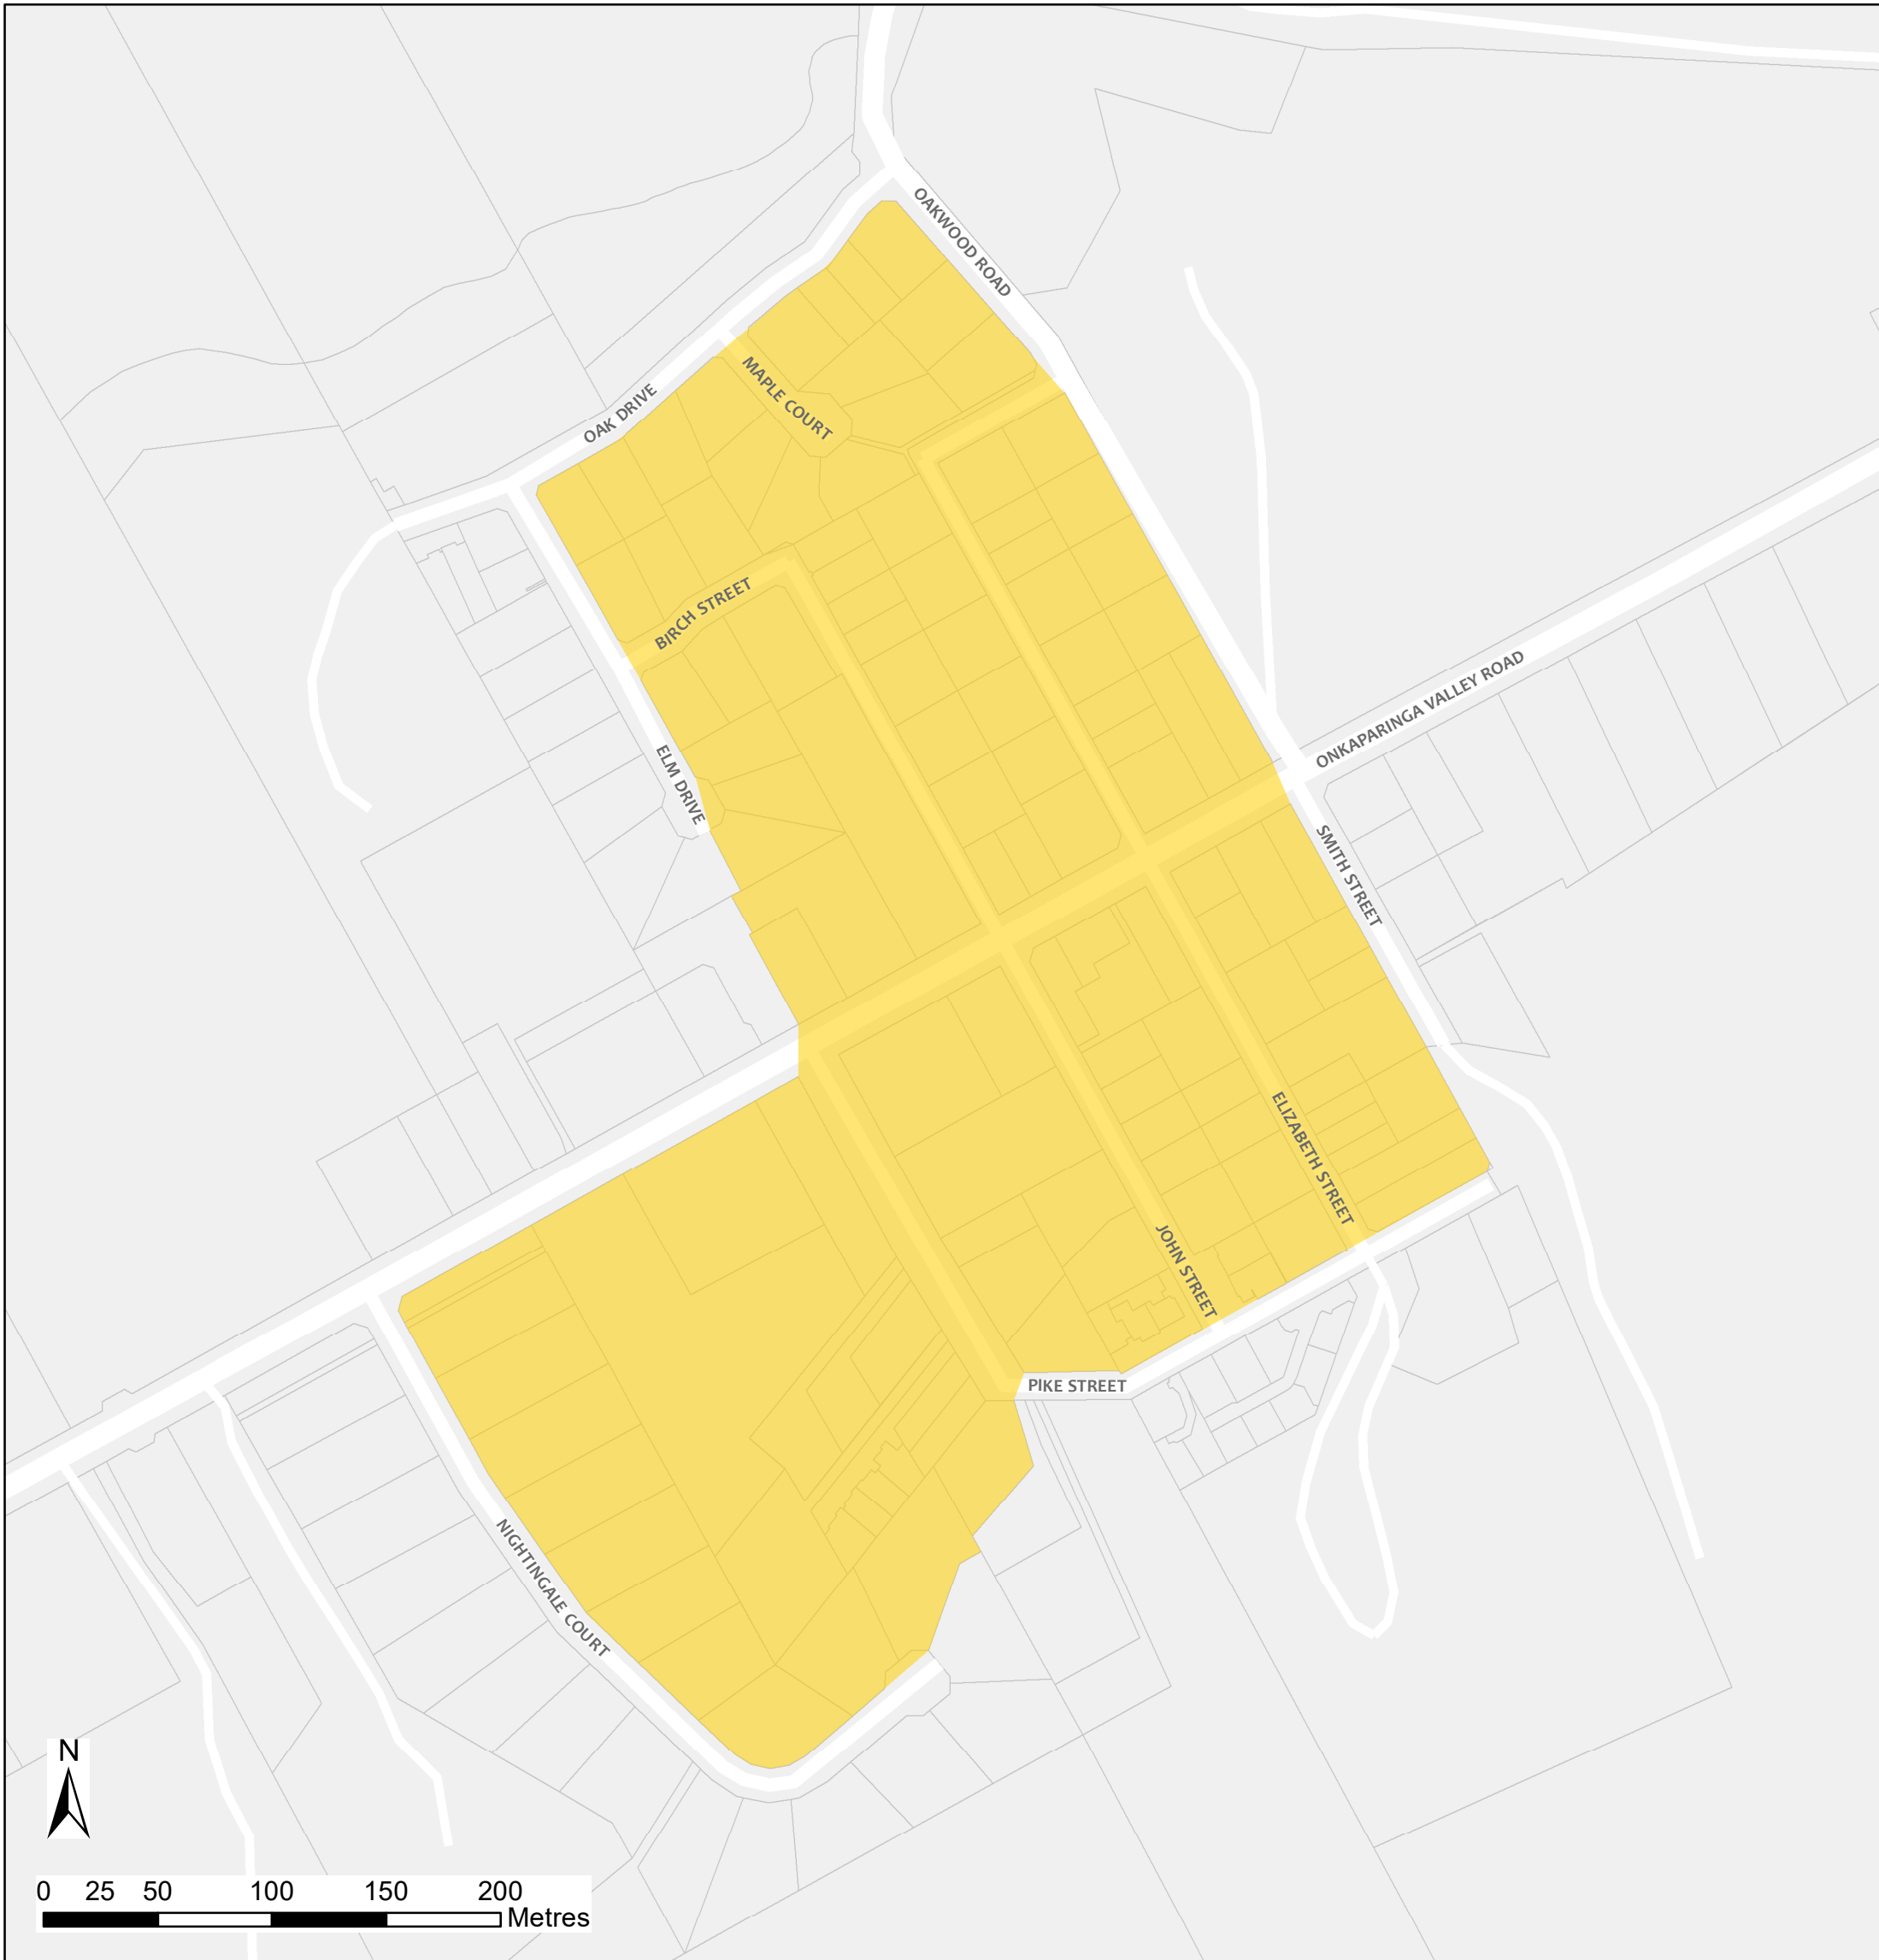 OAKWOOD ROAD
MAPLE COURT
OAK DRIVE
BIRCH STREET
ONKAPARINGA VALLEY ROAD
ELM DRIVE
SMITH STREET
ELIZABETH STREET
JOHN STREET
PIKE STREET
NIGHTINGALE COURT
N
0 25 50 100 150 200
Metres